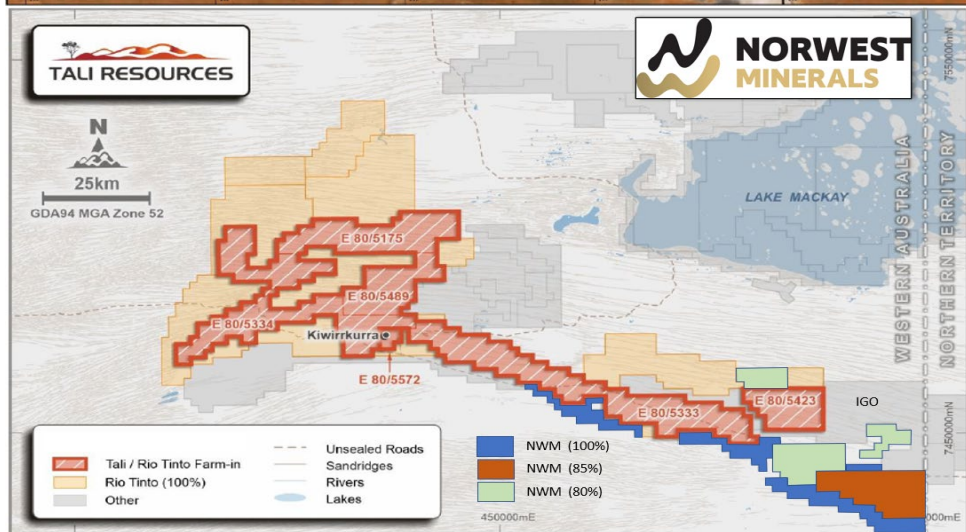 TALI RESOURCES
NORWEST
MINERALS
7550000mN
N
25km
GDA94 MGA Zone 52
LAKE MACKAY
WESTERN AUSTRALIA
NORTHERN TERRITORY
E 80/5175
E 80/5489
E 80/5334
Kiwirrkurra
E 80/5572
E 80/5423
IGO
E 80/5333
7450000mN
Tali / Rio Tinto Farm-in
Rio Tinto (100%)
Other
Unsealed Roads
Sandridges
Rivers
Lakes
NWM (100%)
NWM (85%)
NWM (80%)
450000mE
000mE